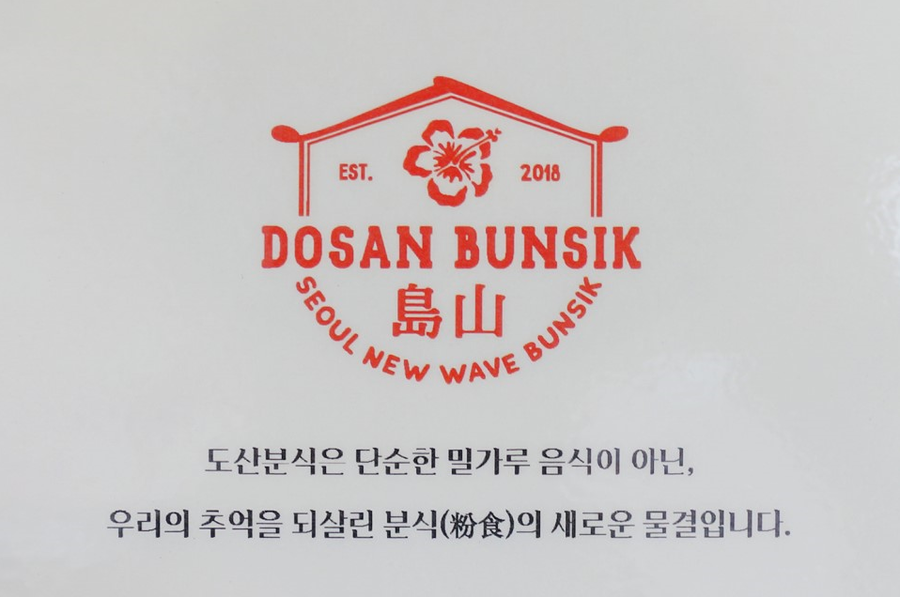 EST. 2018
DOSAN BUNSIK
島山
SEOUL NEW WAVE BUNSIK
도산분식은 단순한 밀가루 음식이 아닌,
우리의 추억을 되살린 분식(粉食)의 새로운 물결입니다.